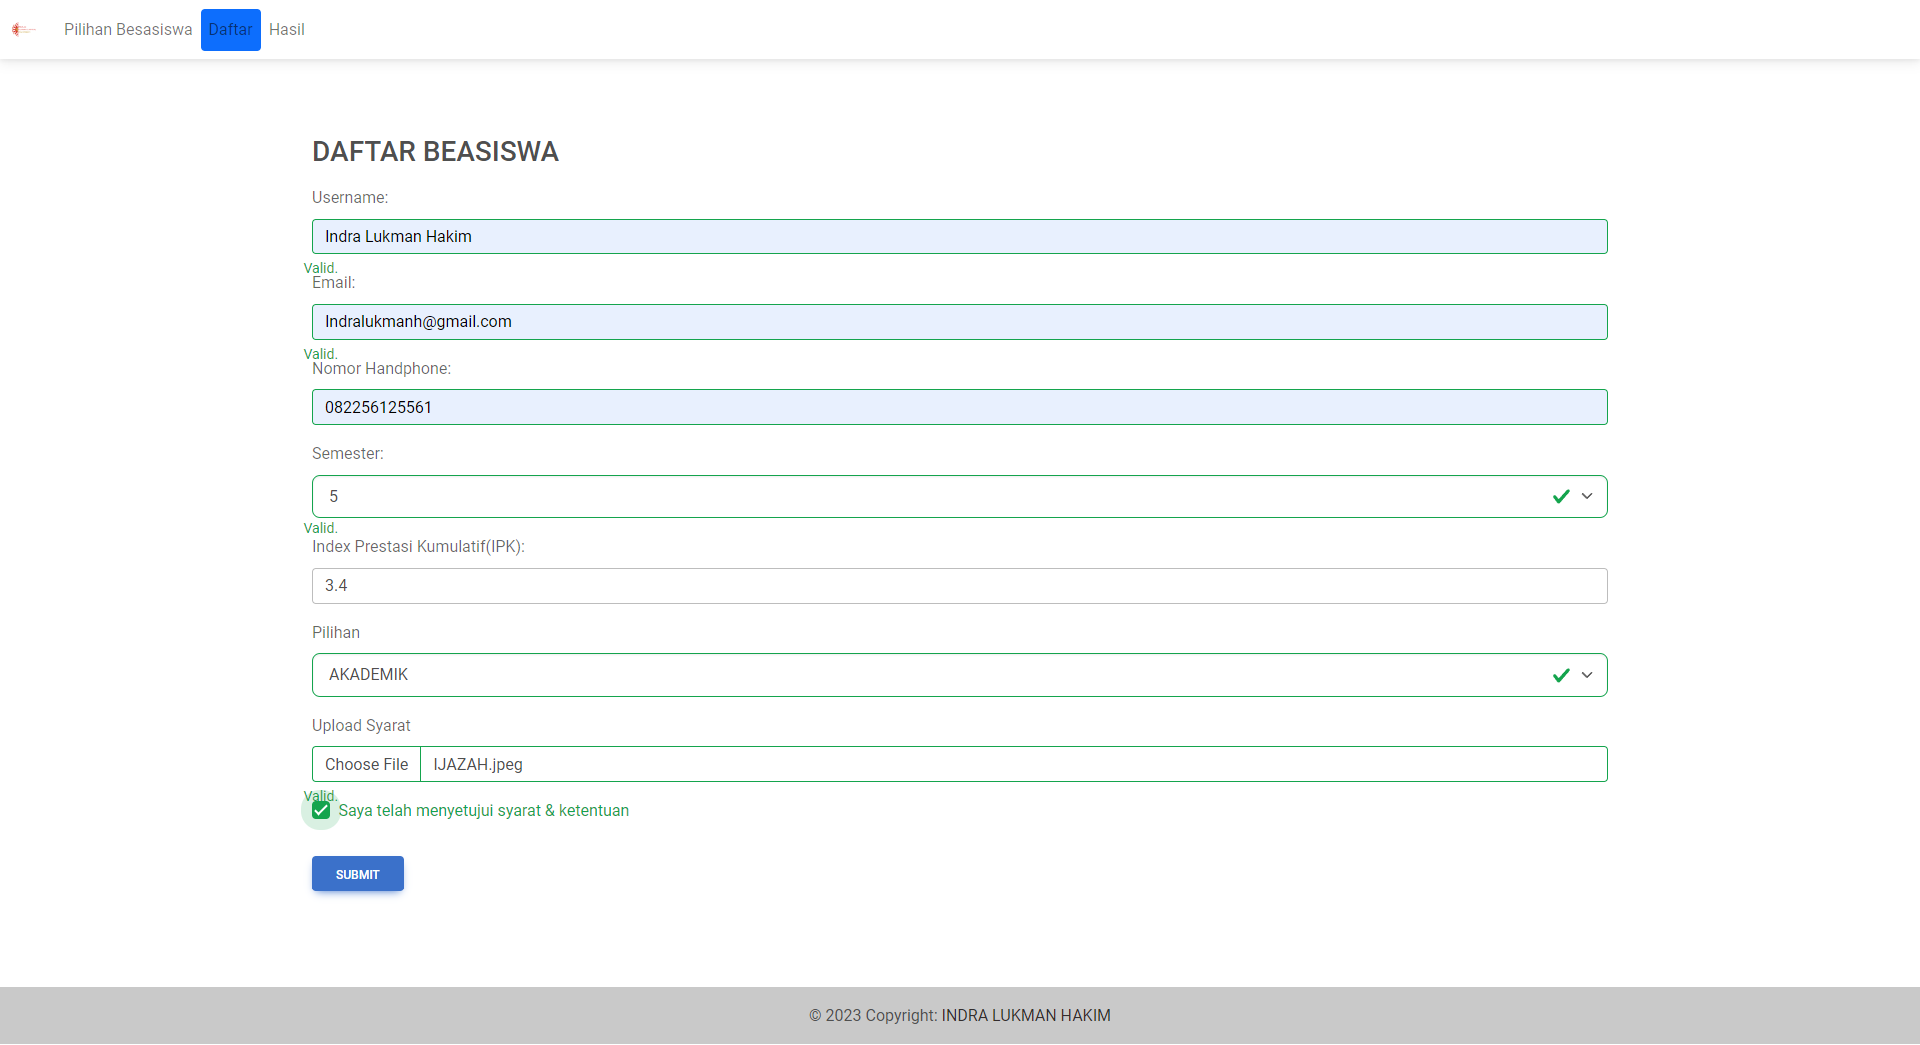 Pilihan Besasiswa Daftar Hasil
DAFTAR BEASISWA
Username:
Indra Lukman Hakim
Valid.
Email:
Indralukmanh@gmail.com
Valid.
Nomor Handphone:
082256125561
Semester:
5
Valid.
Index Prestasi Kumulatif(IPK):
3.4
Pilihan
AKADEMIK
Upload Syarat
Choose File IJAZAH.jpeg
Valid.
Saya telah menyetujui syarat & ketentuan
SUBMIT
© 2023 Copyright: INDRA LUKMAN HAKIM